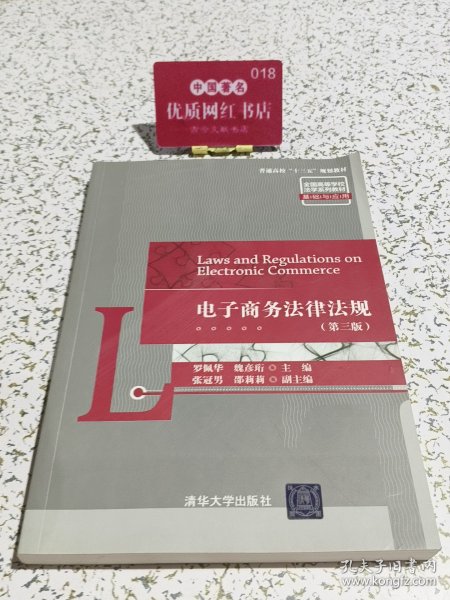 018
中国著名
优质网红书店
古今文献书店
普通高校“十三五”规划教材
全国高等学校
法学系列教材
基础与应用
Laws and Regulations on
Electronic Commerce
电子商务法律法规
（第三版）
L
罗佩华 魏彦珩 主编
张冠男 邵莉莉 副主编
清华大学出版社
孔夫子旧书网
www.kongfz.com